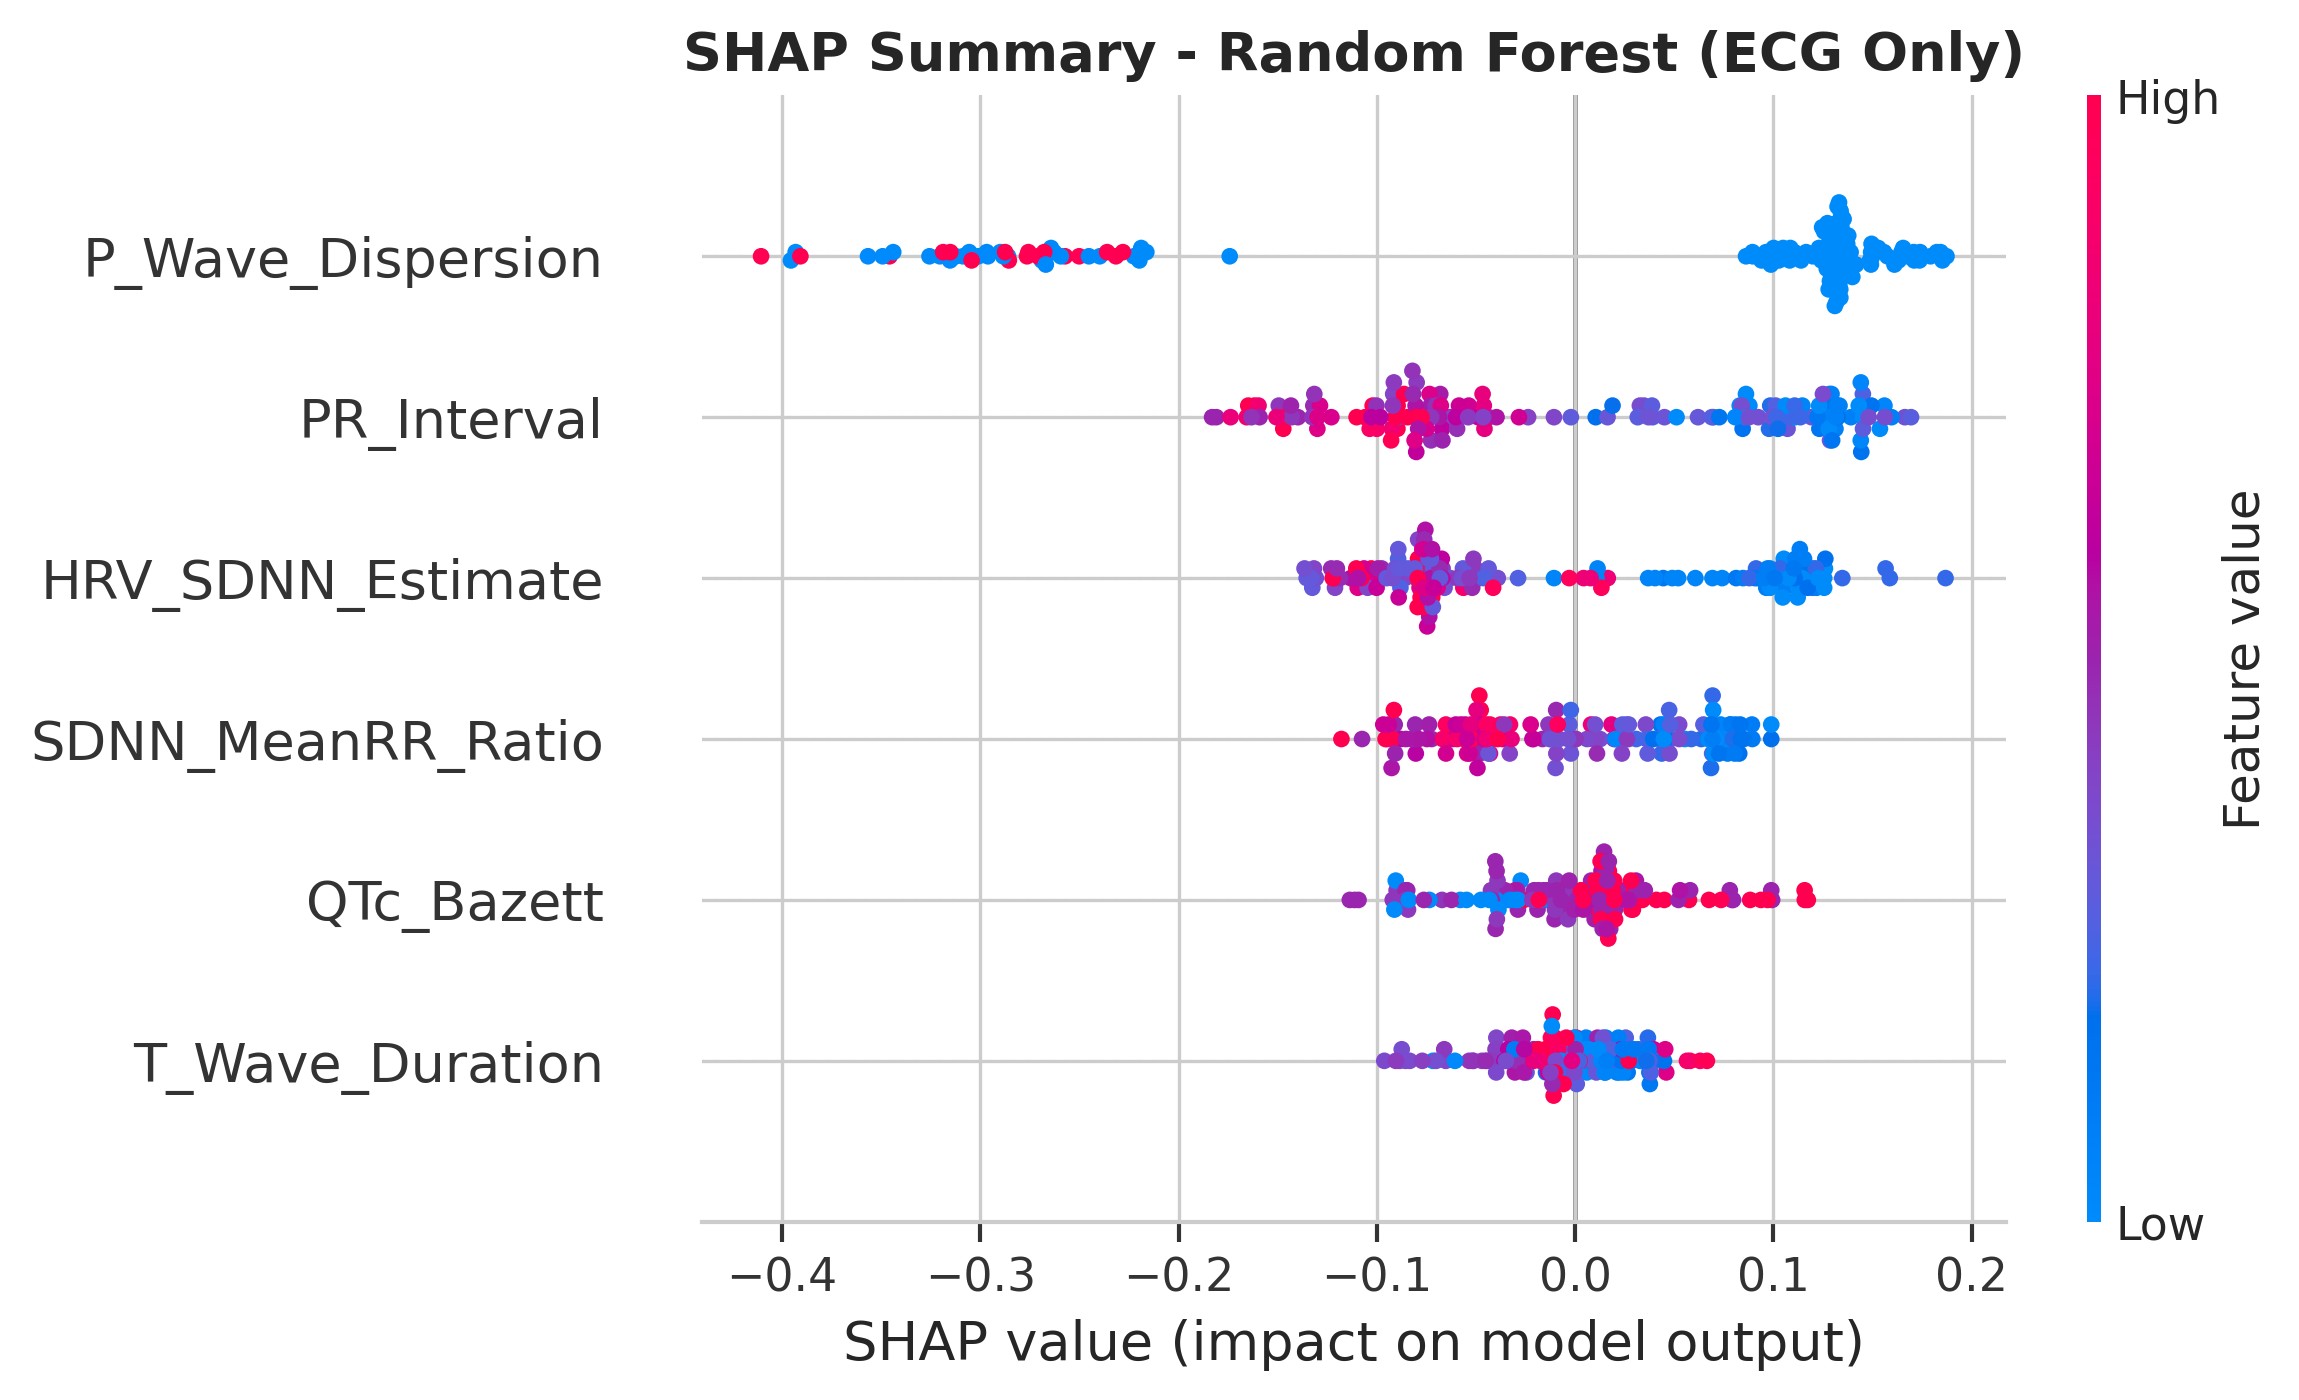 SHAP Summary - Random Forest (ECG Only)
High
P_Wave_Dispersion
PR_Interval
HRV_SDNN_Estimate
SDNN_MeanRR_Ratio
QTc_Bazett
T_Wave_Duration
Feature value
Low
−0.4 −0.3 −0.2 −0.1 0.0 0.1 0.2
SHAP value (impact on model output)